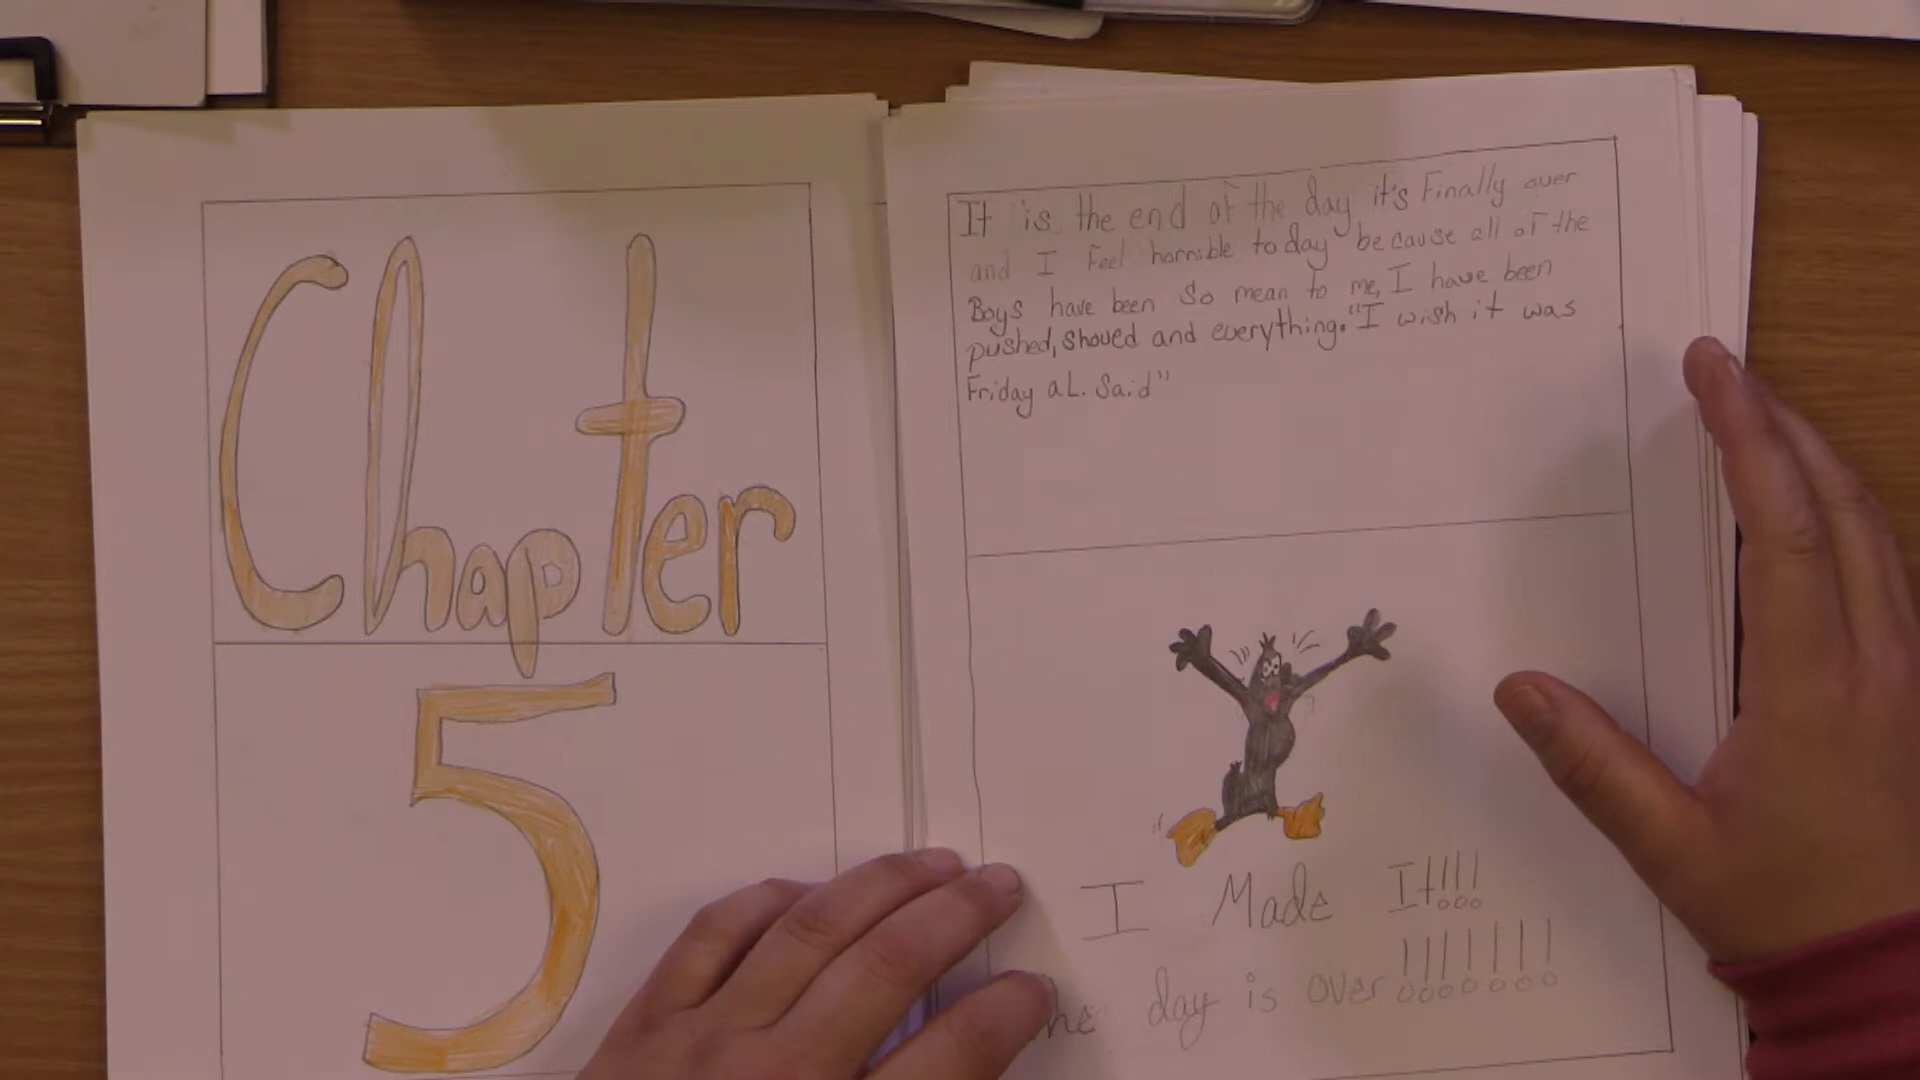 Chapter
5
It is the end of the day it's Finally over
and I Feel horrible today because all of the
Boys have been so mean to me, I have been
pushed, shoved and everything. "I wish it was
Friday aL. Said"
I Made It!!!
he day is over!!!!!!!